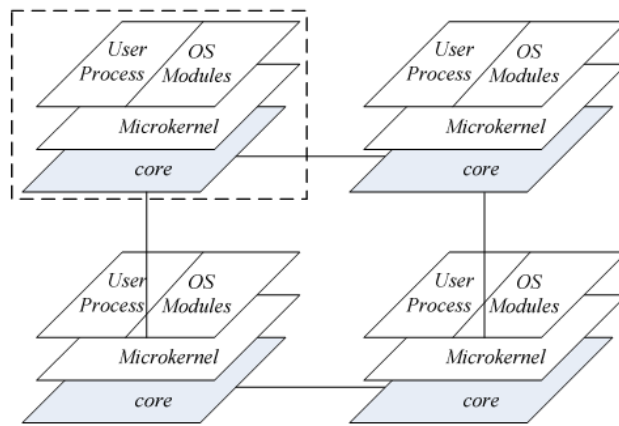 User OS
Process Modules
Microkernel
core
User OS
Process Modules
Microkernel
core
User OS
Process Modules
Microkernel
core
User OS
Process Modules
Microkernel
core